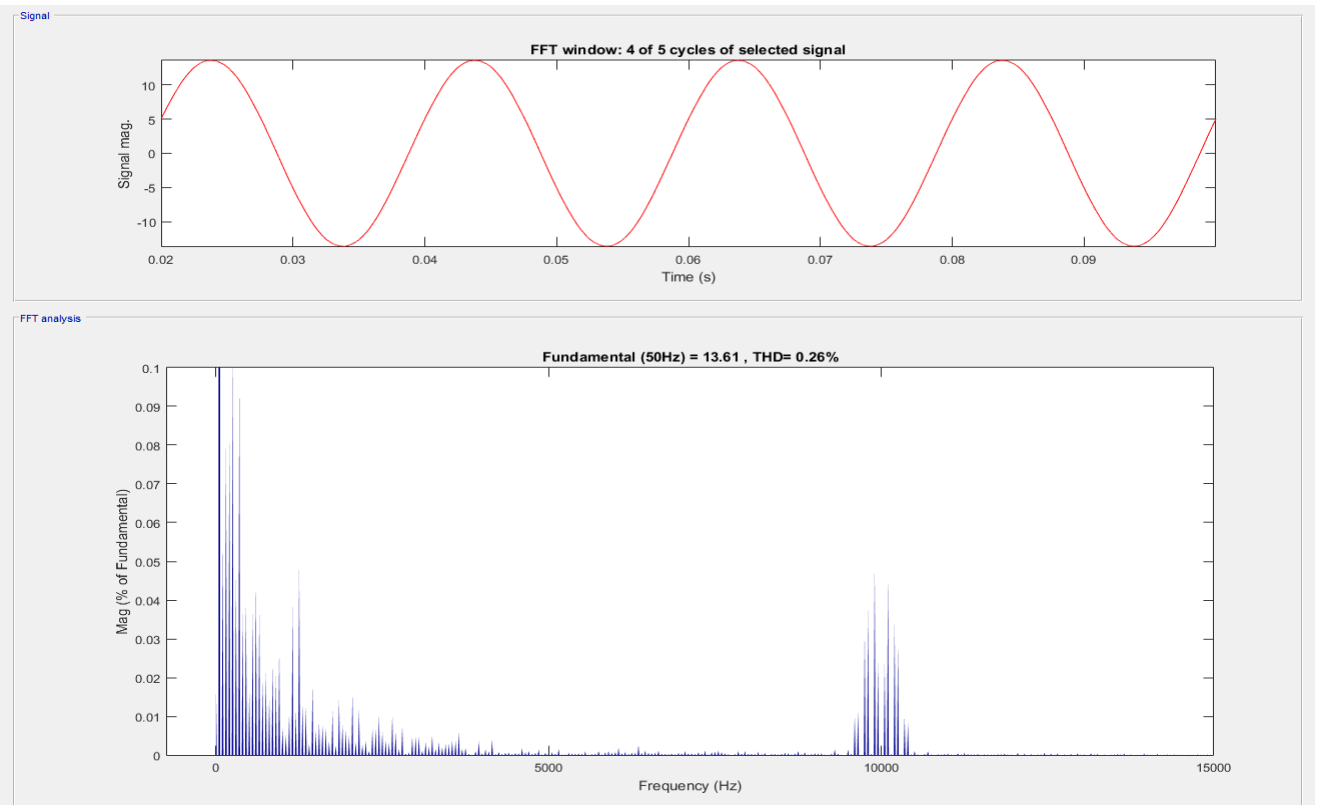 Signal
FFT window: 4 of 5 cycles of selected signal
Signal mag.
10
5
0
-5
-10
0.02 0.03 0.04 0.05 0.06 0.07 0.08 0.09
Time (s)
FFT analysis
Fundamental (50Hz) = 13.61 , THD= 0.26%
Mag (% of Fundamental)
0.1
0.09
0.08
0.07
0.06
0.05
0.04
0.03
0.02
0.01
0
0 5000 10000 15000
Frequency (Hz)